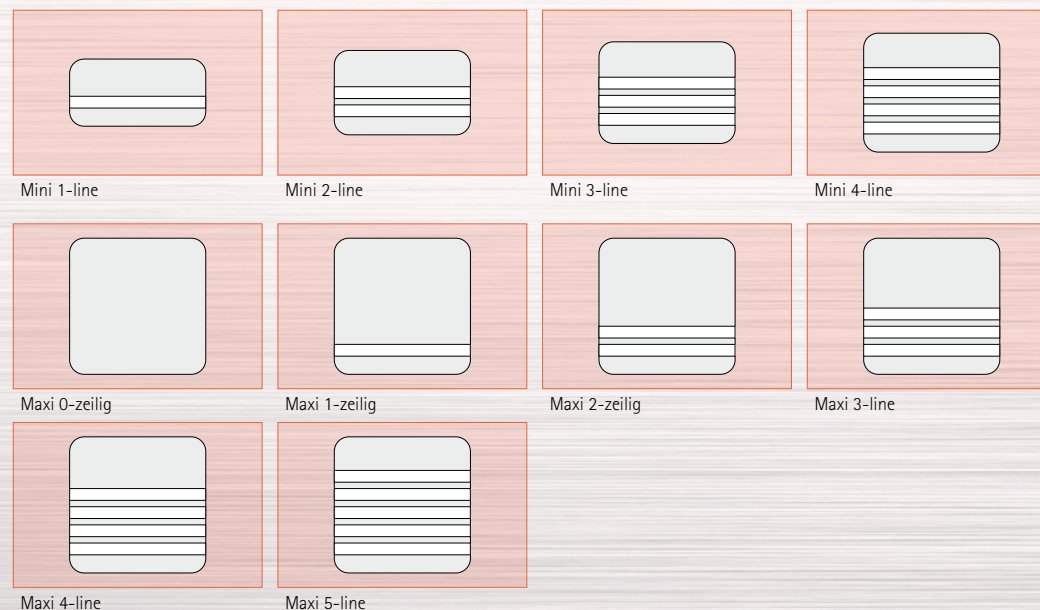 Mini 1-line
Mini 2-line
Mini 3-line
Mini 4-line
Maxi 0-zeilig
Maxi 1-zeilig
Maxi 2-zeilig
Maxi 3-line
Maxi 4-line
Maxi 5-line